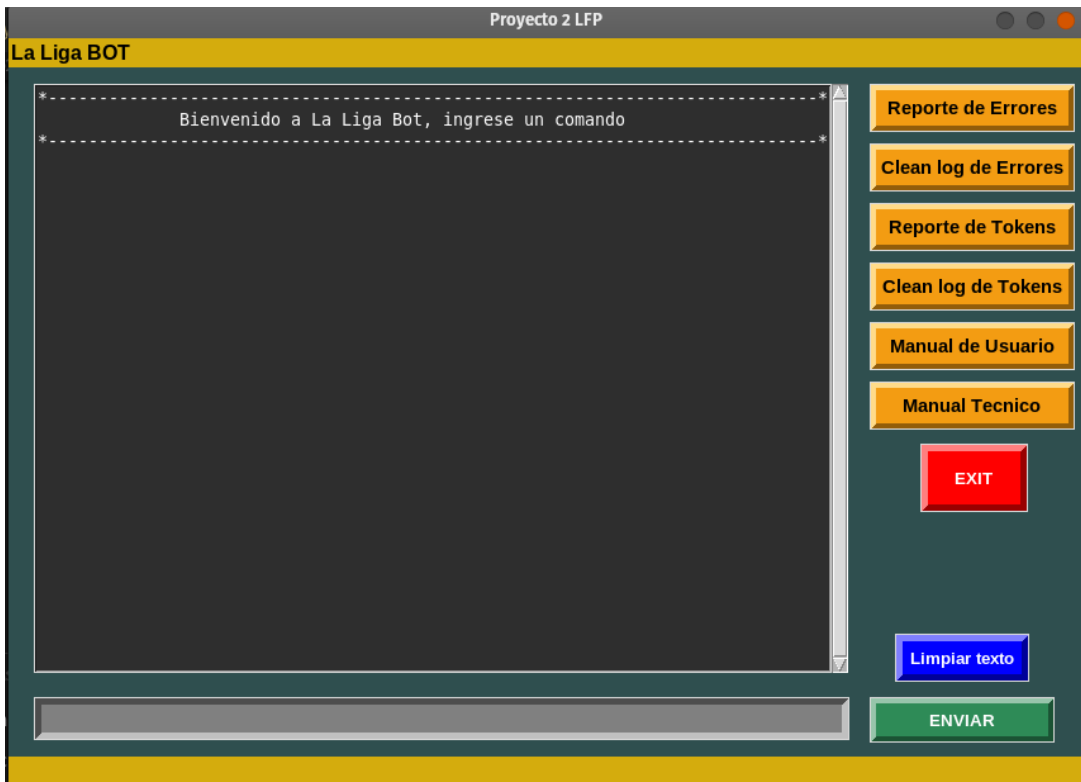 Proyecto 2 LFP
La Liga BOT
*-----------------------------------------------------------------------------*
Bienvenido a La Liga Bot, ingrese un comando
*-----------------------------------------------------------------------------*
Reporte de Errores
Clean log de Errores
Reporte de Tokens
Clean log de Tokens
Manual de Usuario
Manual Tecnico
EXIT
Limpiar texto
ENVIAR